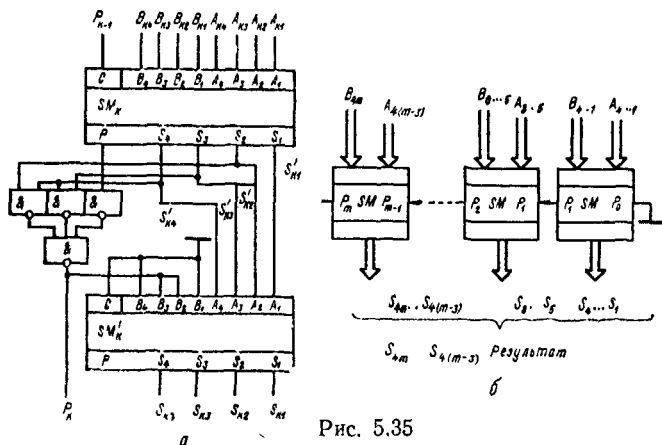 P_{к-1} B_{к4} B_{к3} B_{к2} B_{к1} A_{к4} A_{к3} A_{к2} A_{к1}
C B_4 B_3 B_2 B_1 A_4 A_3 A_2 A_1
SM_к
P S_4 S_3 S_2 S_1
S'_{к1}
& & &
S'_{к4} S'_{к3} S'_{к2}
&
C B_4 B_3 B_2 B_1 A_4 A_3 A_2 A_1
SM'_к
P S_4 S_3 S_2 S_1
P_к S_{к3} S_{к2} S_{к1}
а
B_{4m} A_{4(m-3)} A_{8..5} B_{4..1} A_{4..1}
P_m SM P_{m-1} P_2 SM P_1 P_1 SM P_0
S_{4m}..S_{4(m-3)} S_8 . S_5 S_4...S_1
S_{4m} S_{4(m-3)} Результат
б
Рис. 5.35